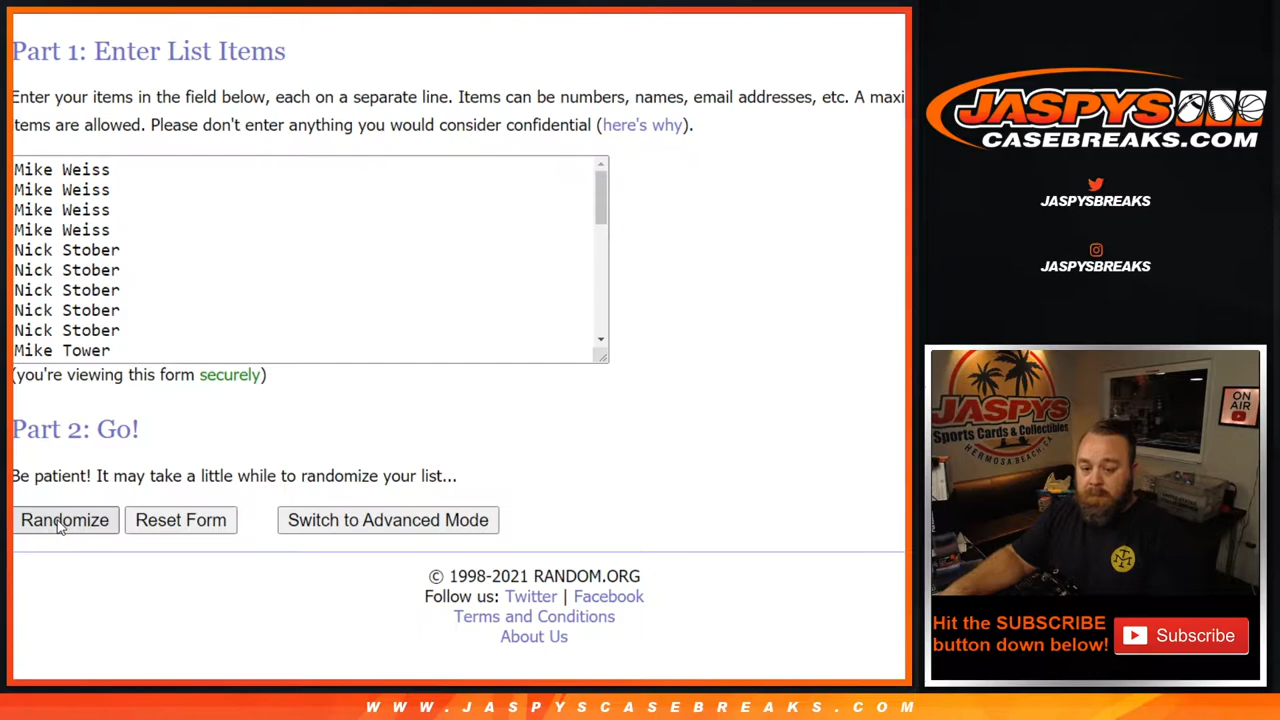 Part 1: Enter List Items
Enter your items in the field below, each on a separate line. Items can be numbers, names, email addresses, etc. A maxi
items are allowed. Please don't enter anything you would consider confidential (here's why).
Mike Weiss
Mike Weiss
Mike Weiss
Mike Weiss
Nick Stober
Nick Stober
Nick Stober
Nick Stober
Nick Stober
Mike Tower
(you're viewing this form securely)
Part 2: Go!
Be patient! It may take a little while to randomize your list...
Randomize
Reset Form
Switch to Advanced Mode
© 1998-2021 RANDOM.ORG
Follow us: Twitter | Facebook
Terms and Conditions
About Us
JASPYS
CASEBREAKS.COM
JASPYSBREAKS
JASPYSBREAKS
JASPYS
Sports Cards & Collectibles
HERMOSA BEACH, CA
ON
AIR
Hit the SUBSCRIBE
button down below!
Subscribe
WWW.JASPYSCASEBREAKS.COM